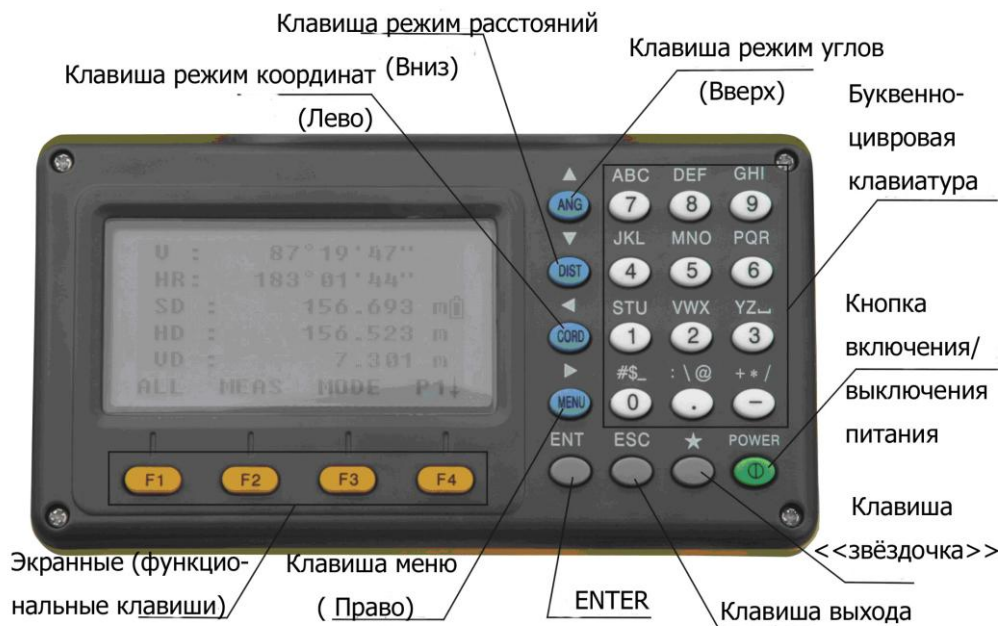 Клавиша режим расстояний
(Вниз)
Клавиша режим углов
(Вверх)
Клавиша режим координат
(Лево)
Буквенно-
цивровая
клавиатура
V : 87°19'47"
HR: 183°01'44"
SD : 156.693 m
HD : 156.523 m
VD : 7.301 m
ALL MEAS MODE P1↓
F1 F2 F3 F4
▲ ABC DEF GHI
ANG 7 8 9
▼ JKL MNO PQR
DIST 4 5 6
◀ STU VWX YZ⎵
CORD 1 2 3
▶ #$_ : \ @ + * /
MENU 0 . −
ENT ESC ★ POWER
Кнопка
включения/
выключения
питания
Клавиша
<<звёздочка>>
Экранные (функцио-
нальные клавиши)
Клавиша меню
( Право)
ENTER
Клавиша выхода